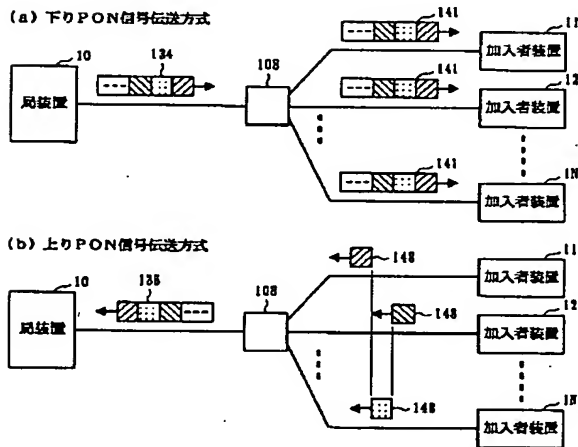 (a) 下りPON信号伝送方式
10
局装置
134
108
141
141
141
11
加入者装置
12
加入者装置
1N
加入者装置
(b) 上りPON信号伝送方式
10
局装置
135
108
148
148
148
11
加入者装置
12
加入者装置
1N
加入者装置